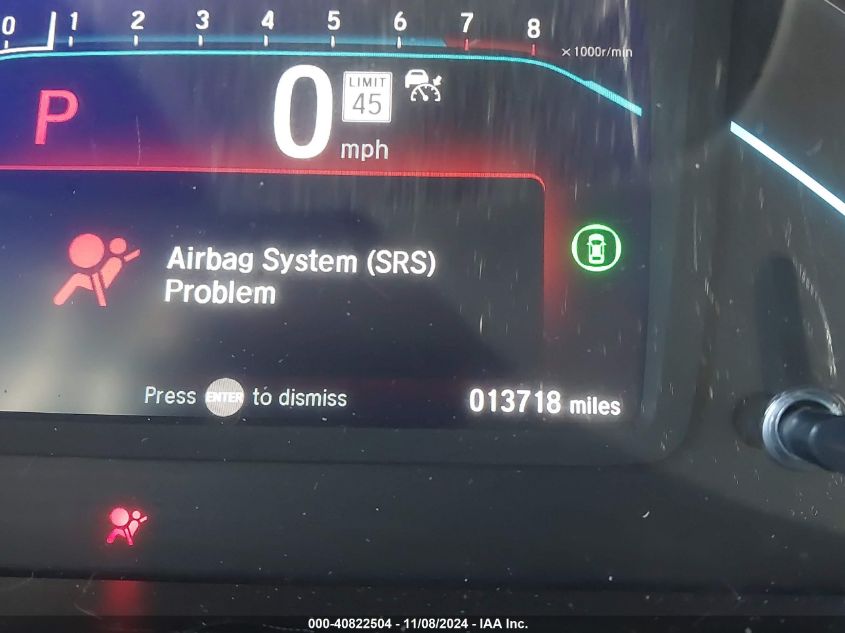 0 1 2 3 4 5 6 7 8
×1000r/min
P 0 LIMIT
45
mph
Airbag System (SRS)
Problem
Press ENTER to dismiss 013718 miles
000-40822504 - 11/08/2024 - IAA Inc.